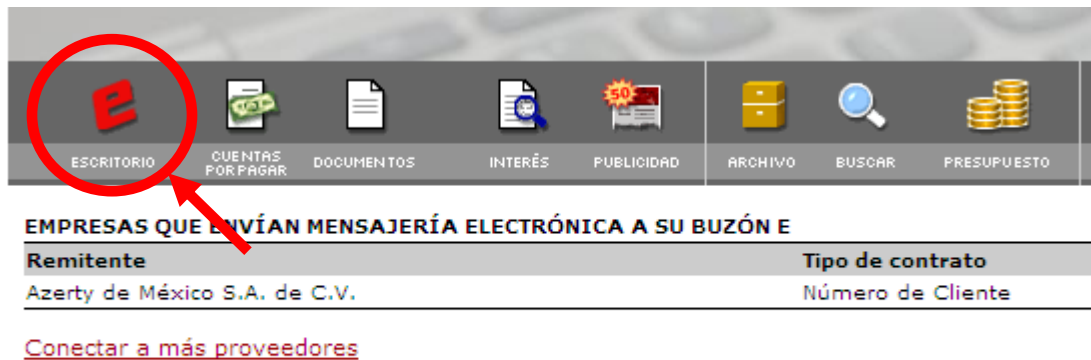 e
50
ESCRITORIO
CUENTAS
POR PAGAR
DOCUMENTOS
INTERÉS
PUBLICIDAD
ARCHIVO
BUSCAR
PRESUPUESTO
EMPRESAS QUE ENVÍAN MENSAJERÍA ELECTRÓNICA A SU BUZÓN E
Remitente Tipo de contrato
Azerty de México S.A. de C.V. Número de Cliente
Conectar a más proveedores